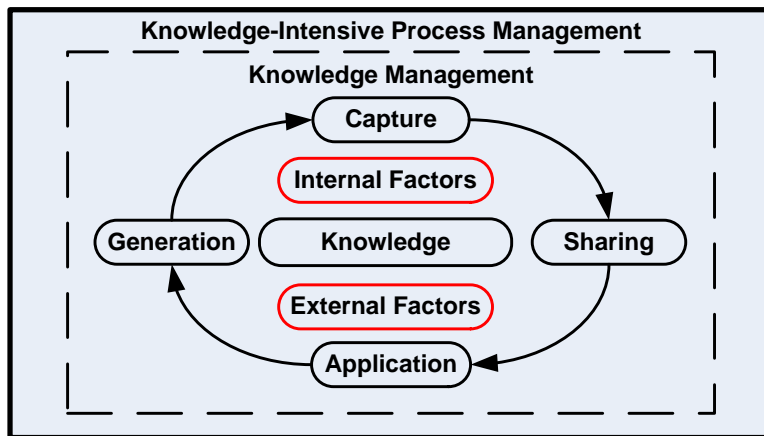 Knowledge-Intensive Process Management
Knowledge Management
Capture
Internal Factors
Generation
Knowledge
Sharing
External Factors
Application